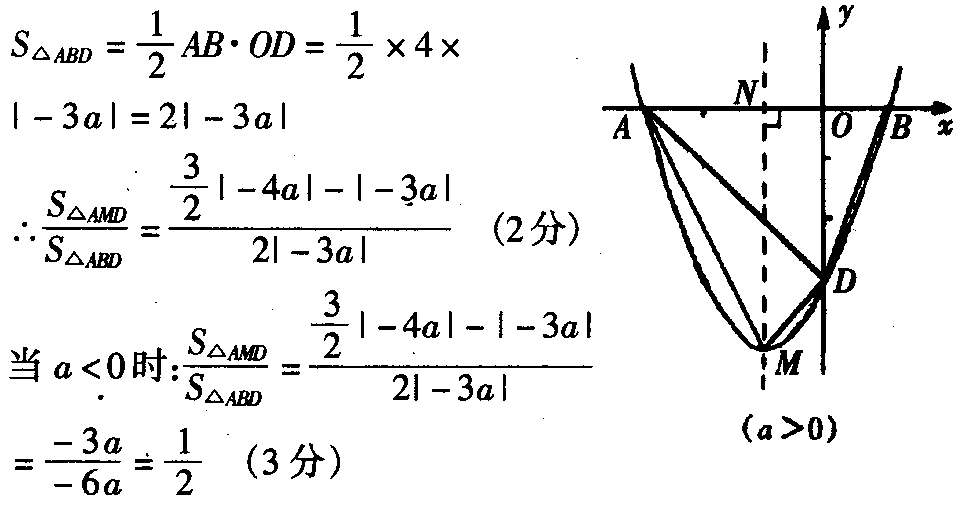 S△ABD = 1/2 AB·OD = 1/2 × 4 ×
|-3a| = 2|-3a|
∴ S△AMD/S△ABD = (3/2|-4a|-|-3a|)/(2|-3a|) (2分)
当 a<0时: S△AMD/S△ABD = (3/2|-4a|-|-3a|)/(2|-3a|)
= -3a/-6a = 1/2 (3分)
y
N
A O B x
D
M
(a>0)